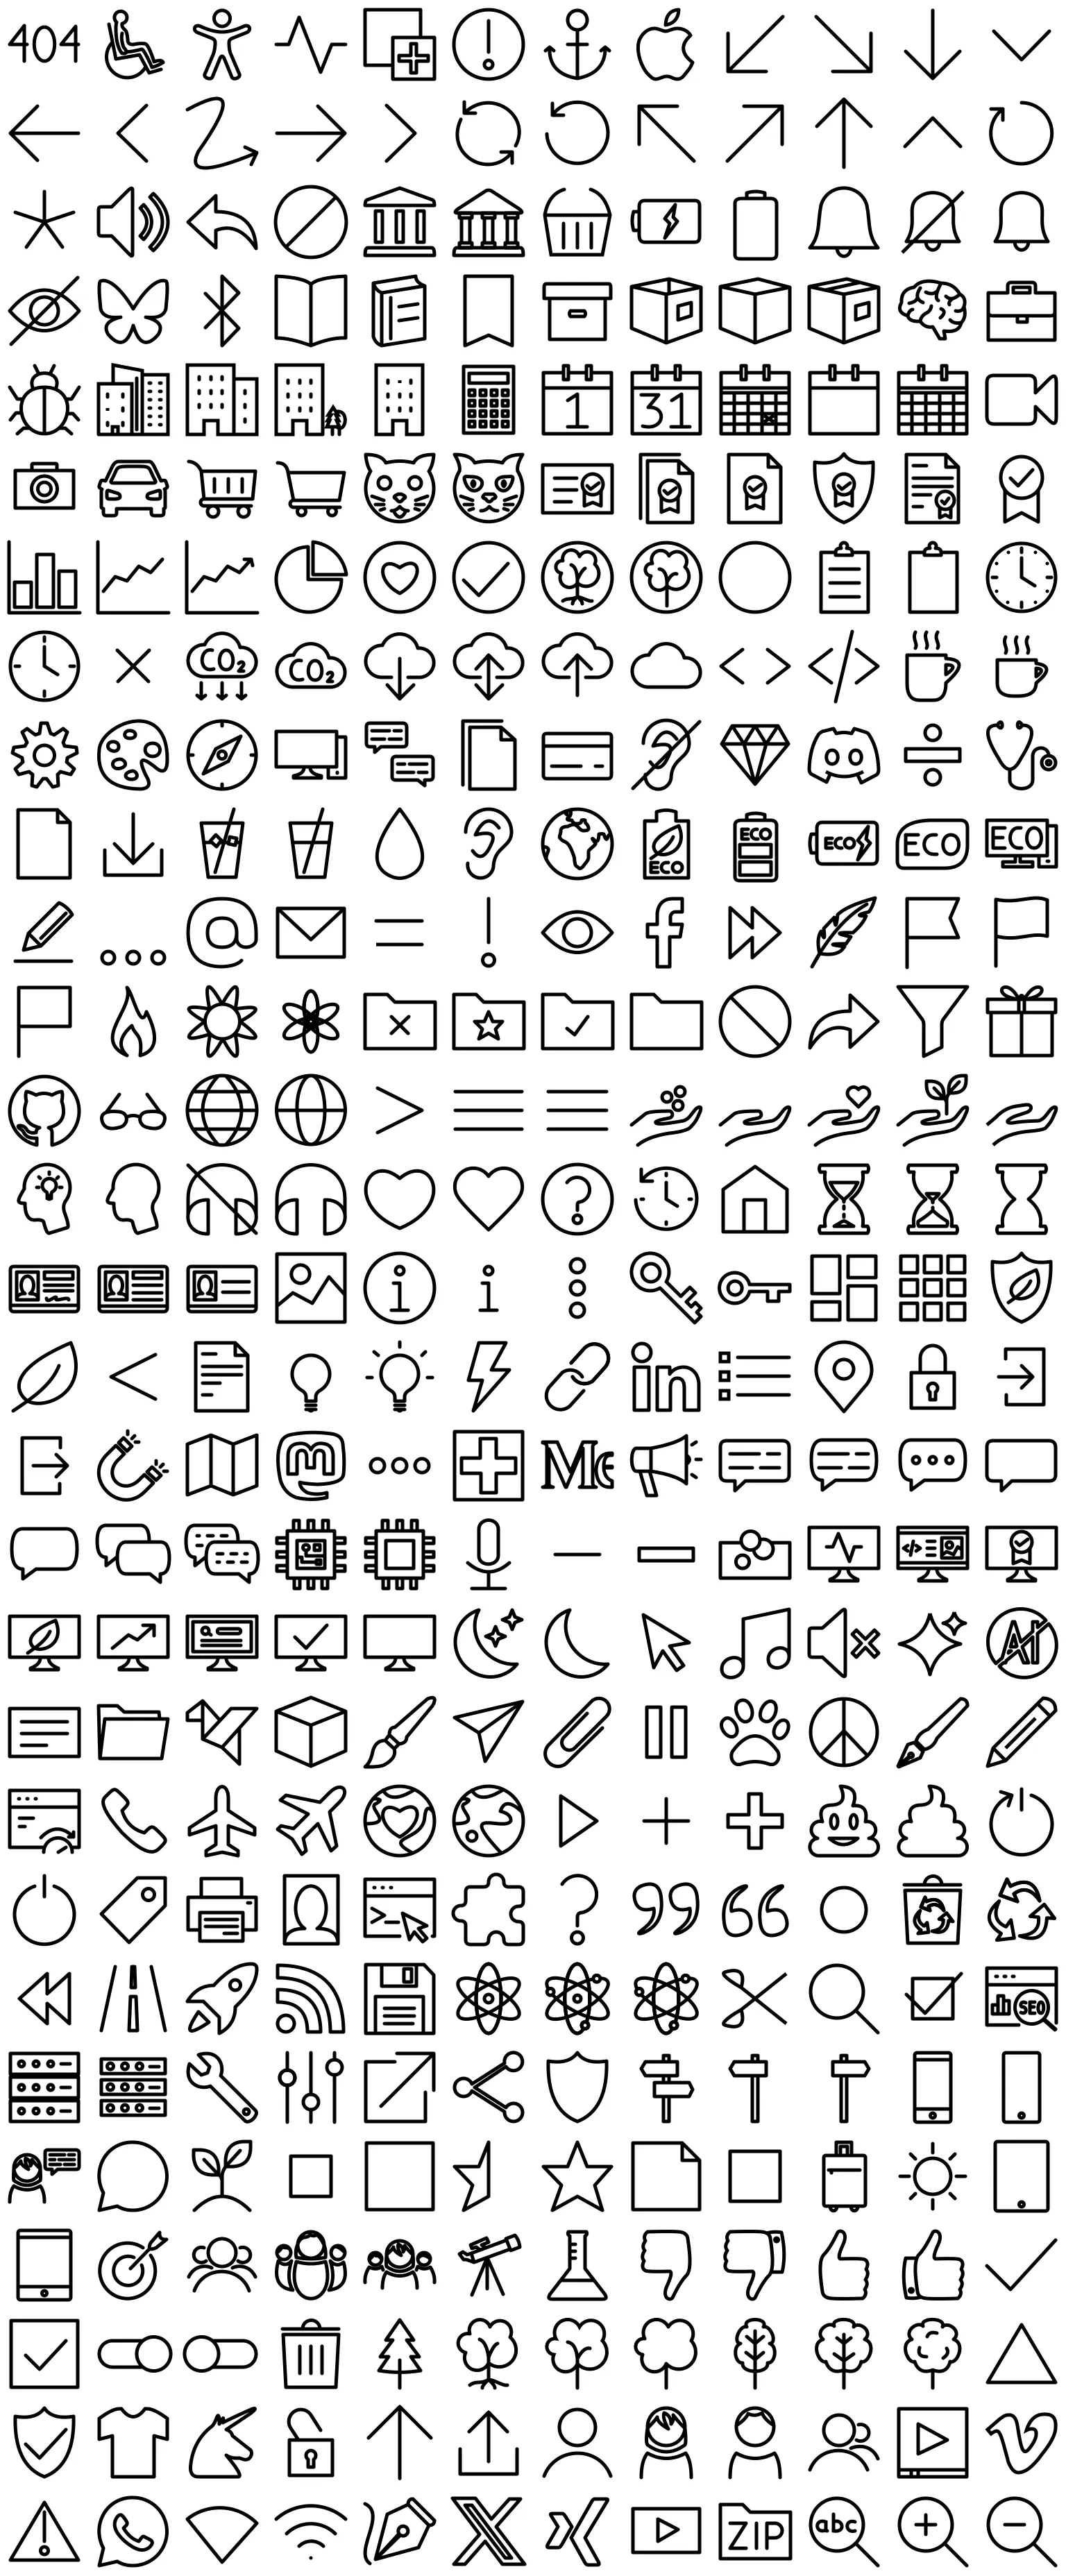 404
1 31
CO₂ CO₂
ECO ECO ECO ECO ECO
@
f
i i
in
m Me
AI
SEO
X ZIP abc